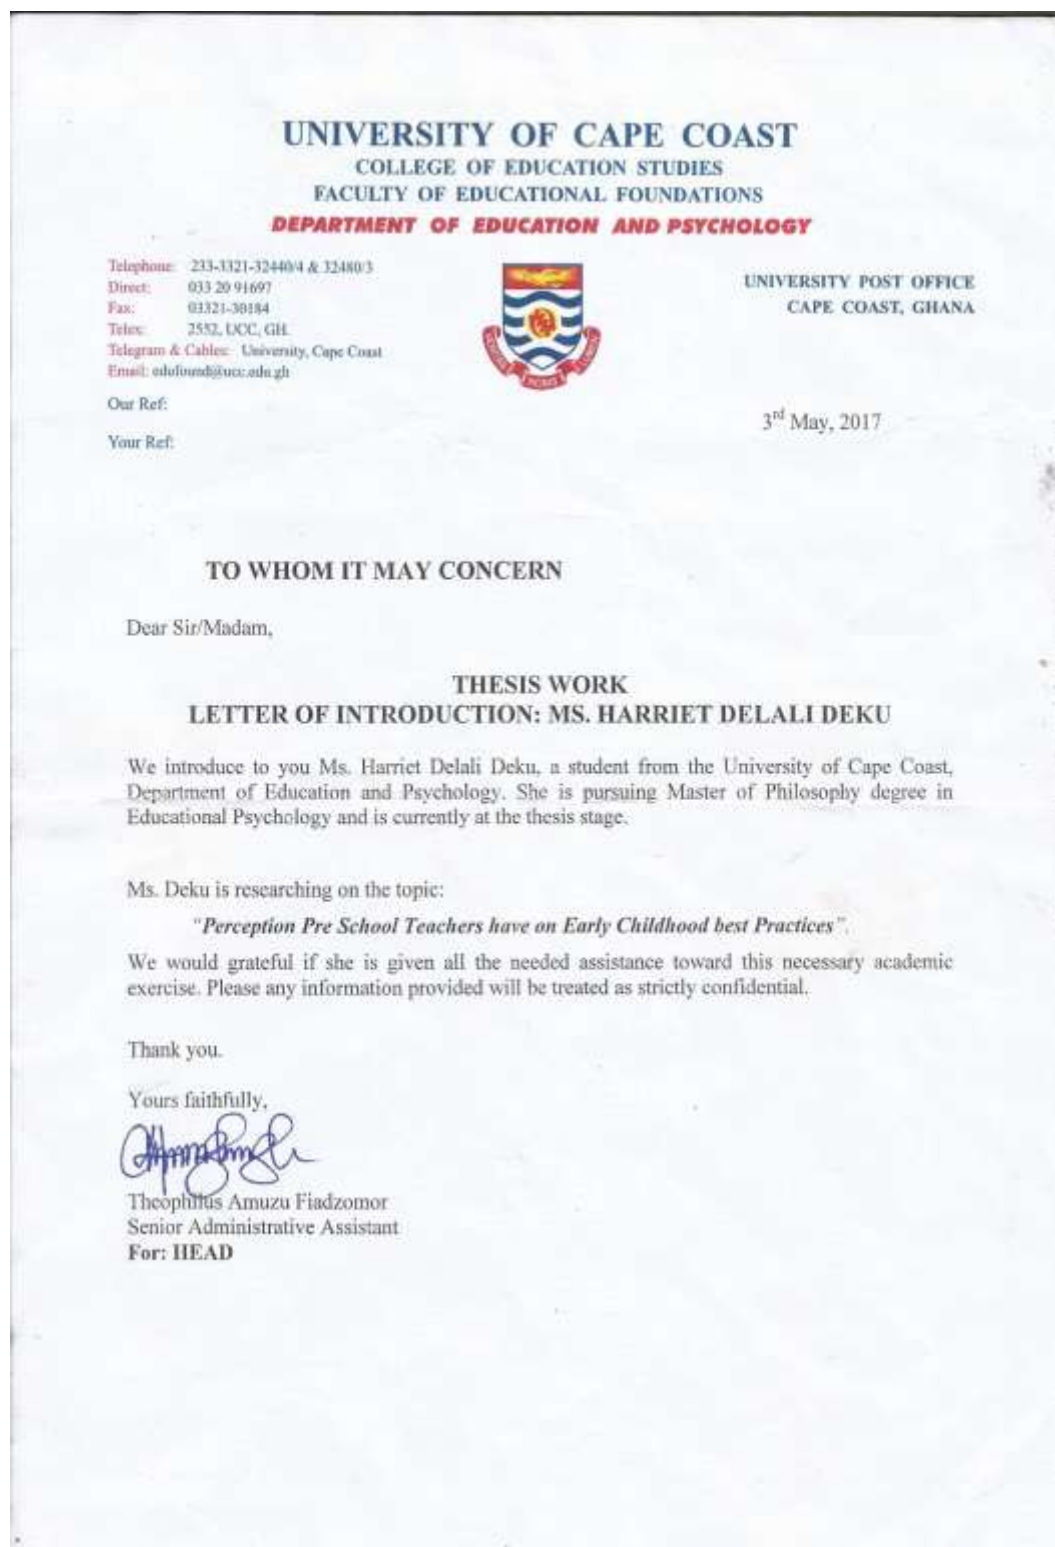 UNIVERSITY OF CAPE COAST
COLLEGE OF EDUCATION STUDIES
FACULTY OF EDUCATIONAL FOUNDATIONS
DEPARTMENT OF EDUCATION AND PSYCHOLOGY
Telephone: 233-3321-32440/4 & 32480/3
Direct: 033 20 91697
Fax: 03321-30184
Telex: 2552, UCC, GH.
Telegram & Cables: University, Cape Coast
Email: edufound@ucc.edu.gh
UNIVERSITY POST OFFICE
CAPE COAST, GHANA
Our Ref:
Your Ref:
3rd May, 2017
TO WHOM IT MAY CONCERN
Dear Sir/Madam,
THESIS WORK
LETTER OF INTRODUCTION: MS. HARRIET DELALI DEKU
We introduce to you Ms. Harriet Delali Deku, a student from the University of Cape Coast,
Department of Education and Psychology. She is pursuing Master of Philosophy degree in
Educational Psychology and is currently at the thesis stage.
Ms. Deku is researching on the topic:
"Perception Pre School Teachers have on Early Childhood best Practices".
We would grateful if she is given all the needed assistance toward this necessary academic
exercise. Please any information provided will be treated as strictly confidential.
Thank you.
Yours faithfully,
Theophilus Amuzu Fiadzomor
Senior Administrative Assistant
For: HEAD